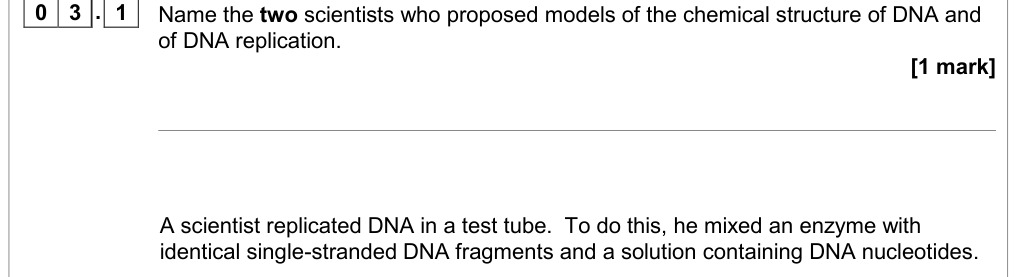 0 3 . 1 Name the two scientists who proposed models of the chemical structure of DNA and
of DNA replication.
[1 mark]
A scientist replicated DNA in a test tube. To do this, he mixed an enzyme with
identical single-stranded DNA fragments and a solution containing DNA nucleotides.